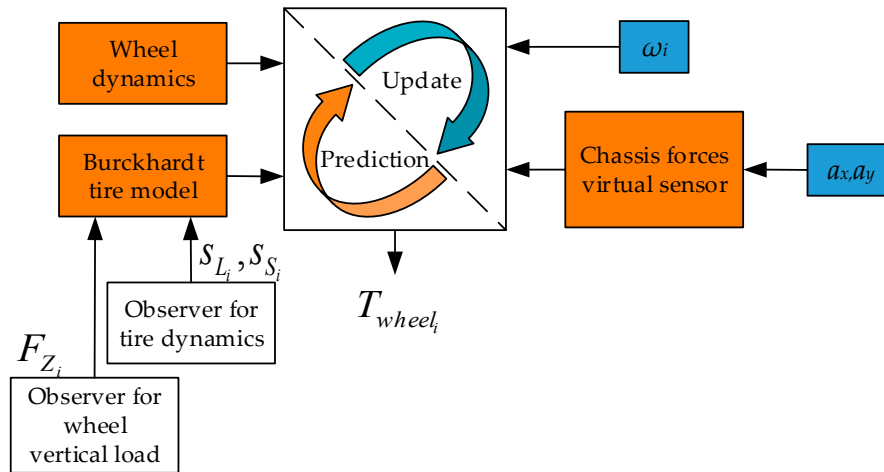 Wheel
dynamics
Update
ωi
Burckhardt
tire model
Prediction
Chassis forces
virtual sensor
ax,ay
sLi , sSi
Observer for
tire dynamics
Twheeli
FZi
Observer for
wheel
vertical load